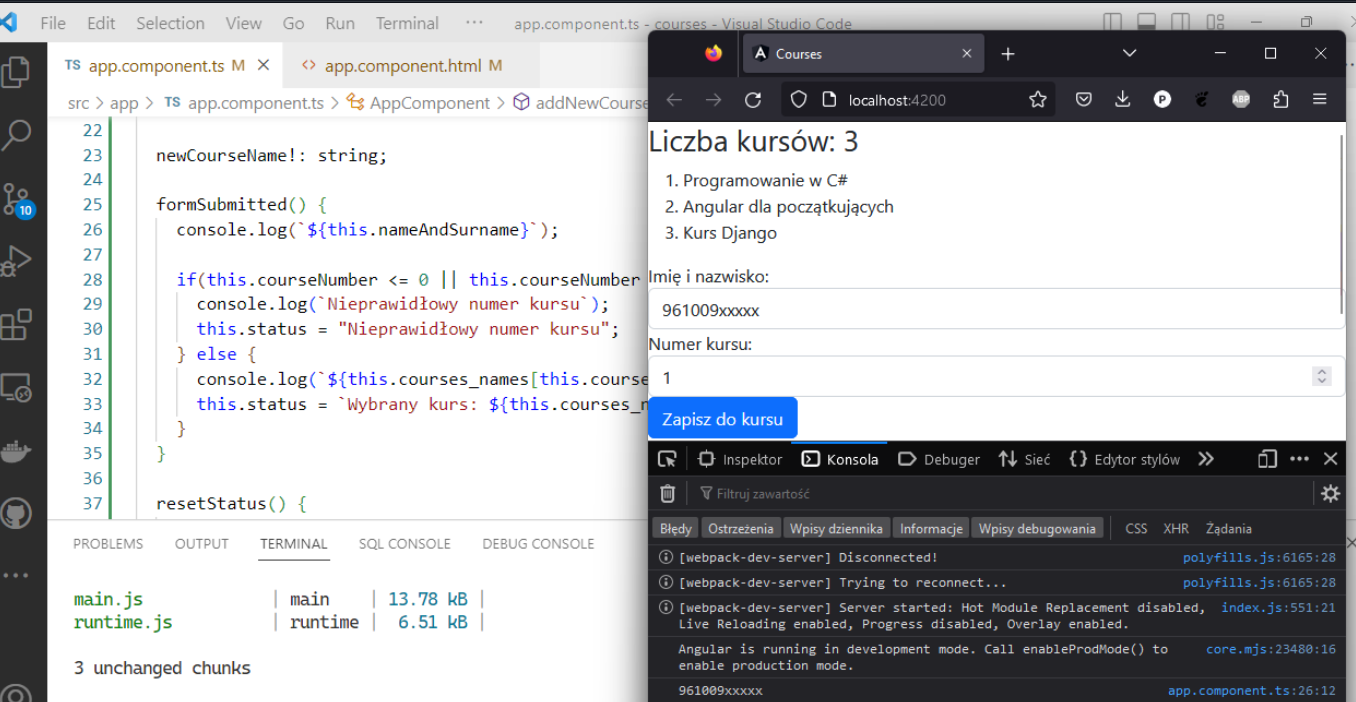 File Edit Selection View Go Run Terminal ··· app.component.ts - courses - Visual Studio Code
TS app.component.ts M × <> app.component.html M
src > app > TS app.component.ts > AppComponent > addNewCourse
22
23 newCourseName!: string;
24
25 formSubmitted() {
26 console.log(`${this.nameAndSurname}`);
27
28 if(this.courseNumber <= 0 || this.courseNumber
29 console.log(`Nieprawidłowy numer kursu`);
30 this.status = "Nieprawidłowy numer kursu";
31 } else {
32 console.log(`${this.courses_names[this.course
33 this.status = `Wybrany kurs: ${this.courses_n
34 }
35 }
36
37 resetStatus() {
10
PROBLEMS OUTPUT TERMINAL SQL CONSOLE DEBUG CONSOLE
main.js | main | 13.78 kB |
runtime.js | runtime | 6.51 kB |
3 unchanged chunks
Courses
localhost:4200
P ABP
Liczba kursów: 3
1. Programowanie w C#
2. Angular dla początkujących
3. Kurs Django
Imię i nazwisko:
961009xxxxx
Numer kursu:
1
Zapisz do kursu
Inspektor Konsola Debuger Sieć Edytor stylów
Filtruj zawartość
Błędy Ostrzeżenia Wpisy dziennika Informacje Wpisy debugowania CSS XHR Żądania
[webpack-dev-server] Disconnected! polyfills.js:6165:28
[webpack-dev-server] Trying to reconnect... polyfills.js:6165:28
[webpack-dev-server] Server started: Hot Module Replacement disabled, index.js:551:21
Live Reloading enabled, Progress disabled, Overlay enabled.
Angular is running in development mode. Call enableProdMode() to core.mjs:23480:16
enable production mode.
961009xxxxx app.component.ts:26:12